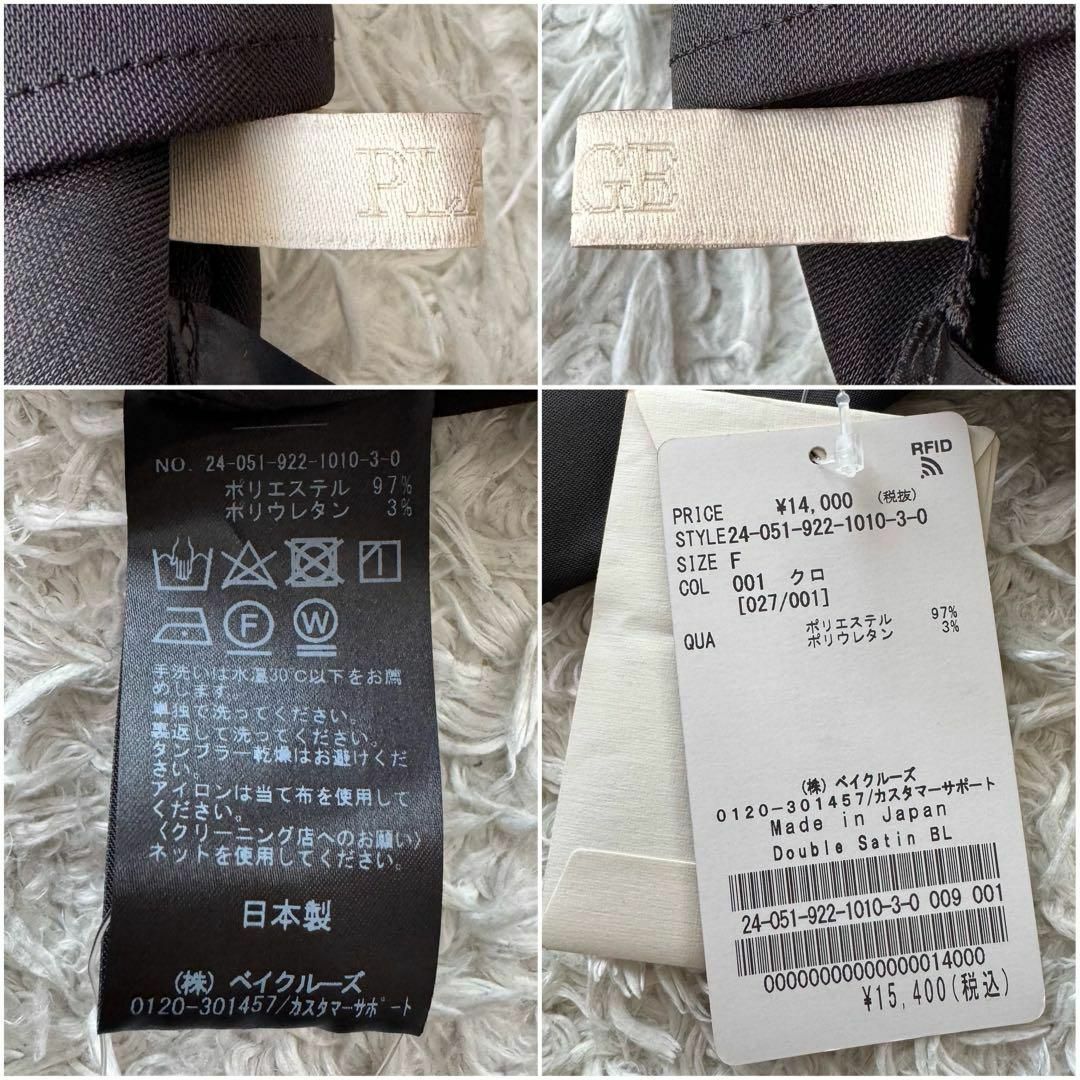 PLA
GE
NO. 24-051-922-1010-3-0
ポリエステル 97%
ポリウレタン 3%
F W
手洗いは水温30℃以下をお薦
めします。
単独で洗ってください。
裏返して洗ってください。
タンブラー乾燥はお避けくだ
さい。
アイロンは当て布を使用して
ください。
〈クリーニング店へのお願い〉
ネットを使用してください。
日本製
(株) ベイクルーズ
0120-301457/カスタマーサポート
RFID
PRICE ¥14,000 (税抜)
STYLE24-051-922-1010-3-0
SIZE F
COL 001 クロ
[027/001]
QUA ポリエステル 97%
ポリウレタン 3%
(株) ベイクルーズ
0120-301457/カスタマーサポート
Made in Japan
Double Satin BL
24-051-922-1010-3-0 009 001
00000000000000014000
¥15,400(税込)